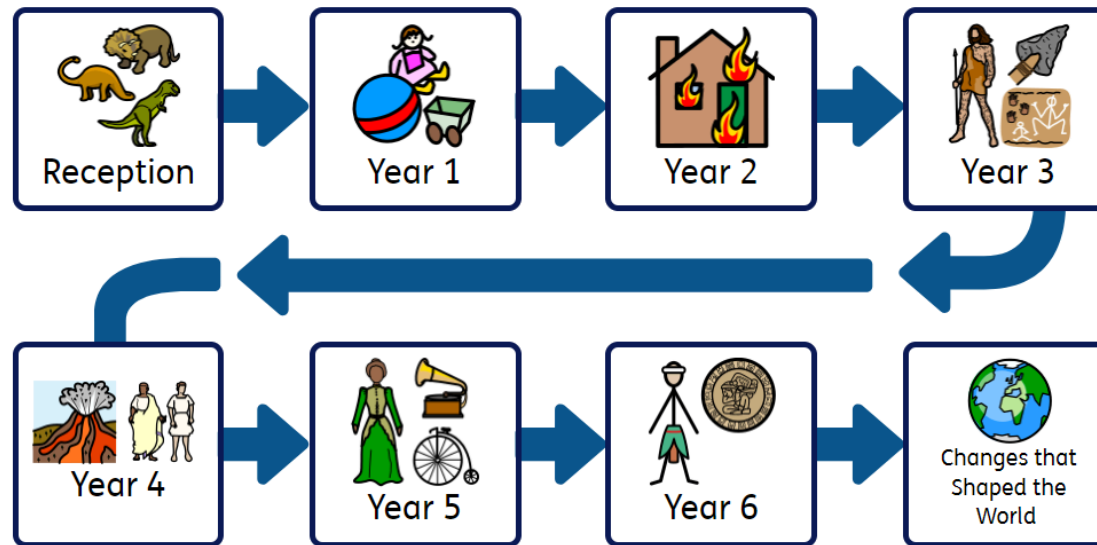 Reception
Year 1
Year 2
Year 3
Year 4
Year 5
Year 6
Changes that
Shaped the
World